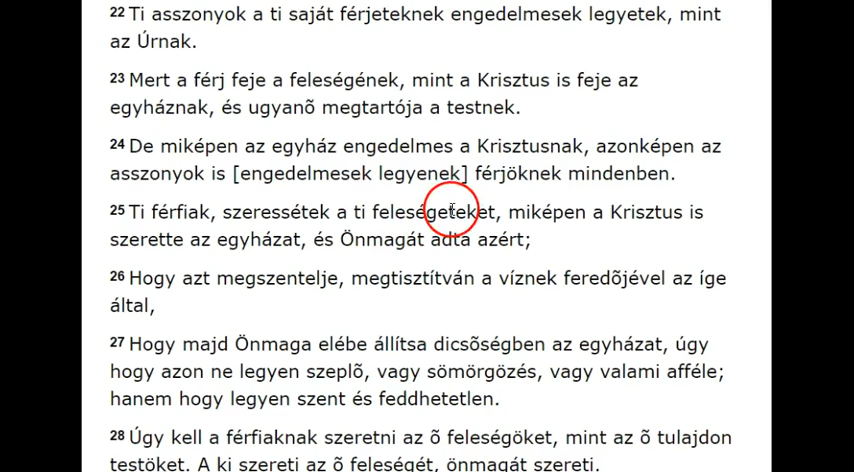 22 Ti asszonyok a ti saját férjeteknek engedelmesek legyetek, mint
az Úrnak.
23 Mert a férj feje a feleségének, mint a Krisztus is feje az
egyháznak, és ugyanõ megtartója a testnek.
24 De miképen az egyház engedelmes a Krisztusnak, azonképen az
asszonyok is [engedelmesek legyenek] férjöknek mindenben.
25 Ti férfiak, szeressétek a ti feleségeteket, miképen a Krisztus is
szerette az egyházat, és Önmagát adta azért;
26 Hogy azt megszentelje, megtisztítván a víznek feredõjével az íge
által,
27 Hogy majd Önmaga elébe állítsa dicsõségben az egyházat, úgy
hogy azon ne legyen szeplõ, vagy sömörgözés, vagy valami afféle;
hanem hogy legyen szent és feddhetetlen.
28 Úgy kell a férfiaknak szeretni az õ feleségöket, mint az õ tulajdon
testöket. A ki szereti az õ feleségét, önmagát szereti.